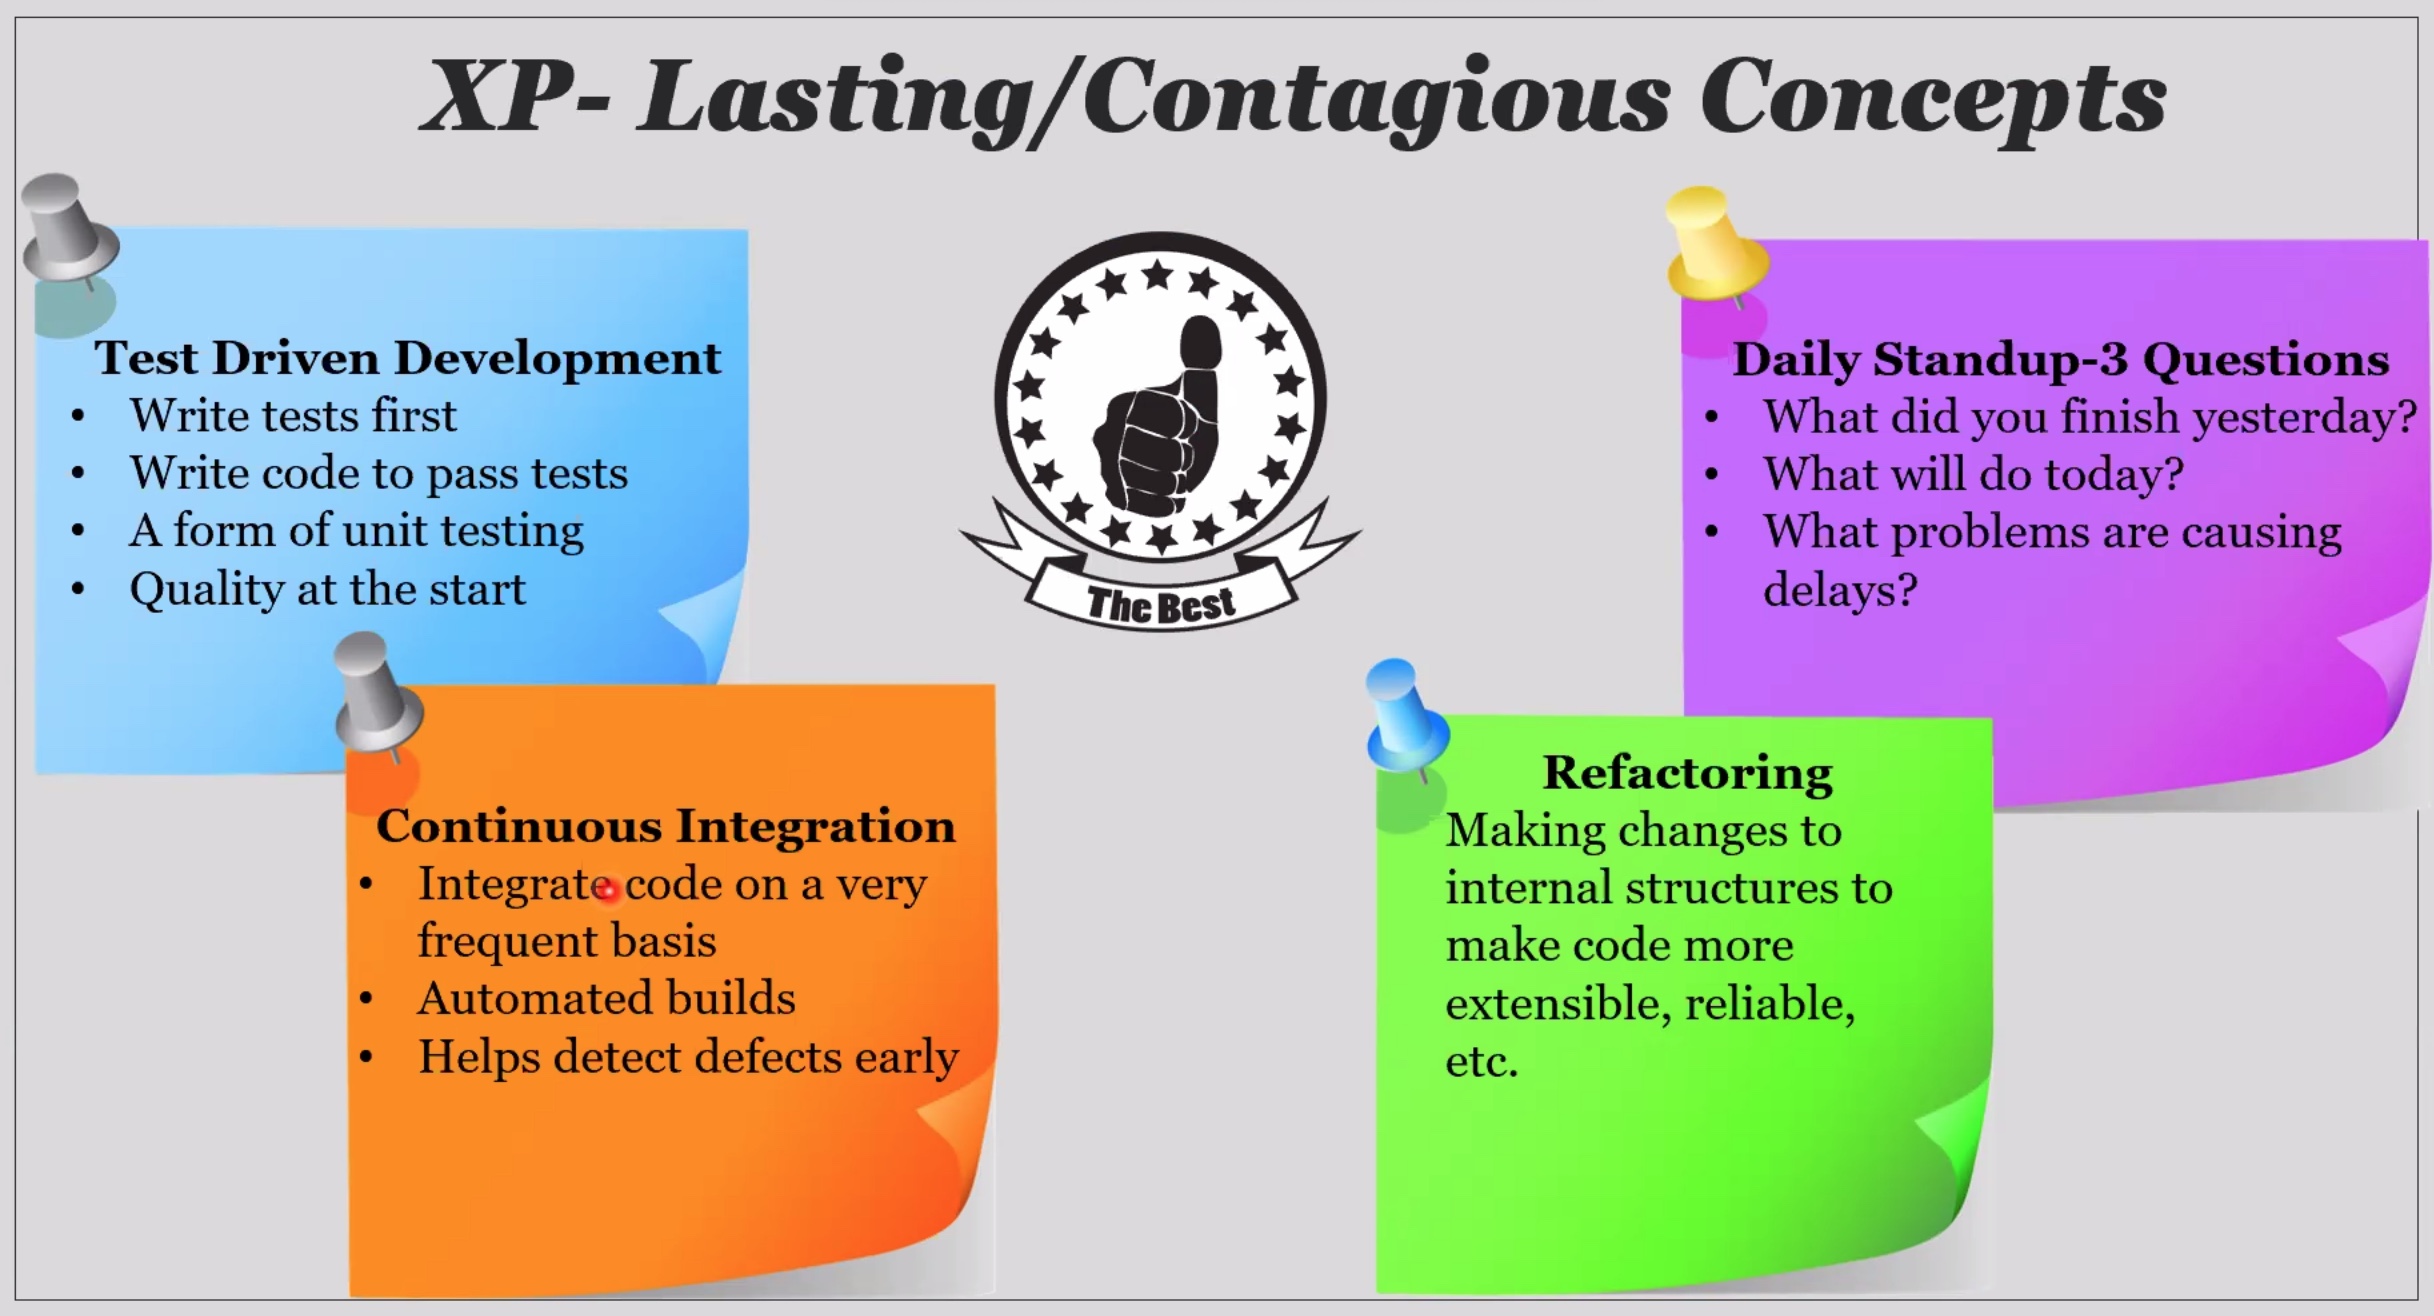 XP- Lasting/Contagious Concepts
Test Driven Development
• Write tests first
• Write code to pass tests
• A form of unit testing
• Quality at the start
The Best
Daily Standup-3 Questions
• What did you finish yesterday?
• What will do today?
• What problems are causing
delays?
Continuous Integration
• Integrate code on a very
frequent basis
• Automated builds
• Helps detect defects early
Refactoring
Making changes to
internal structures to
make code more
extensible, reliable,
etc.